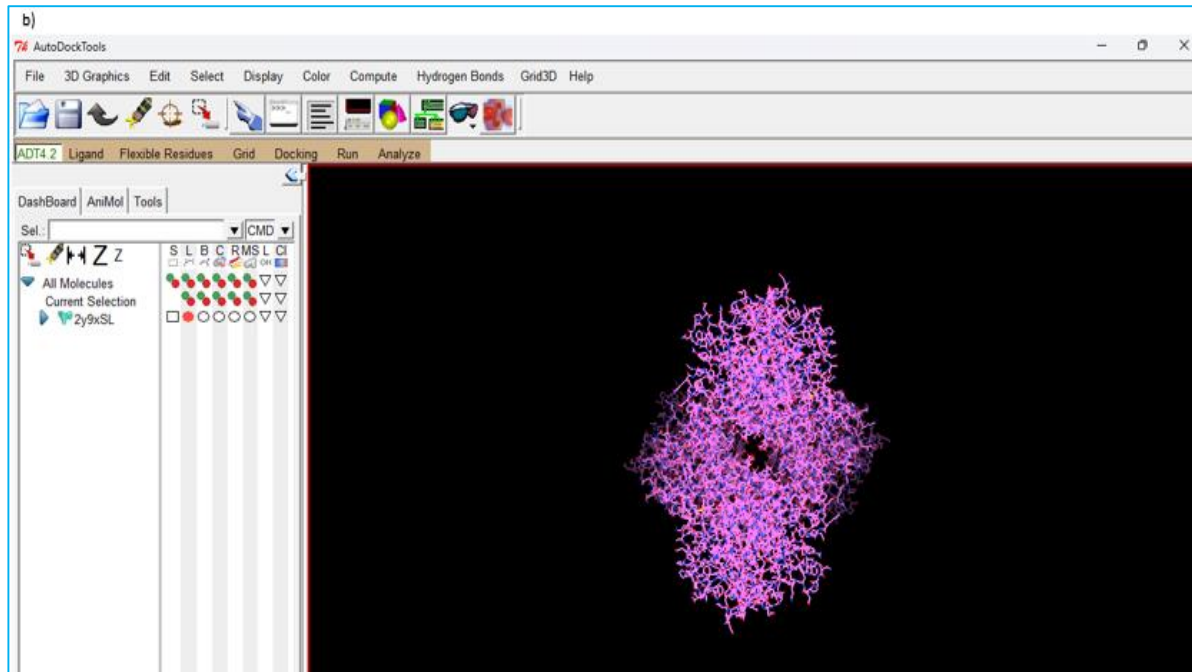 b)
AutoDockTools
File 3D Graphics Edit Select Display Color Compute Hydrogen Bonds Grid3D Help
ADT4.2 Ligand Flexible Residues Grid Docking Run Analyze
DashBoard AniMol Tools
Sel.: CMD
Z Z S L B C R MS L Cl
All Molecules
Current Selection
2y9xSL